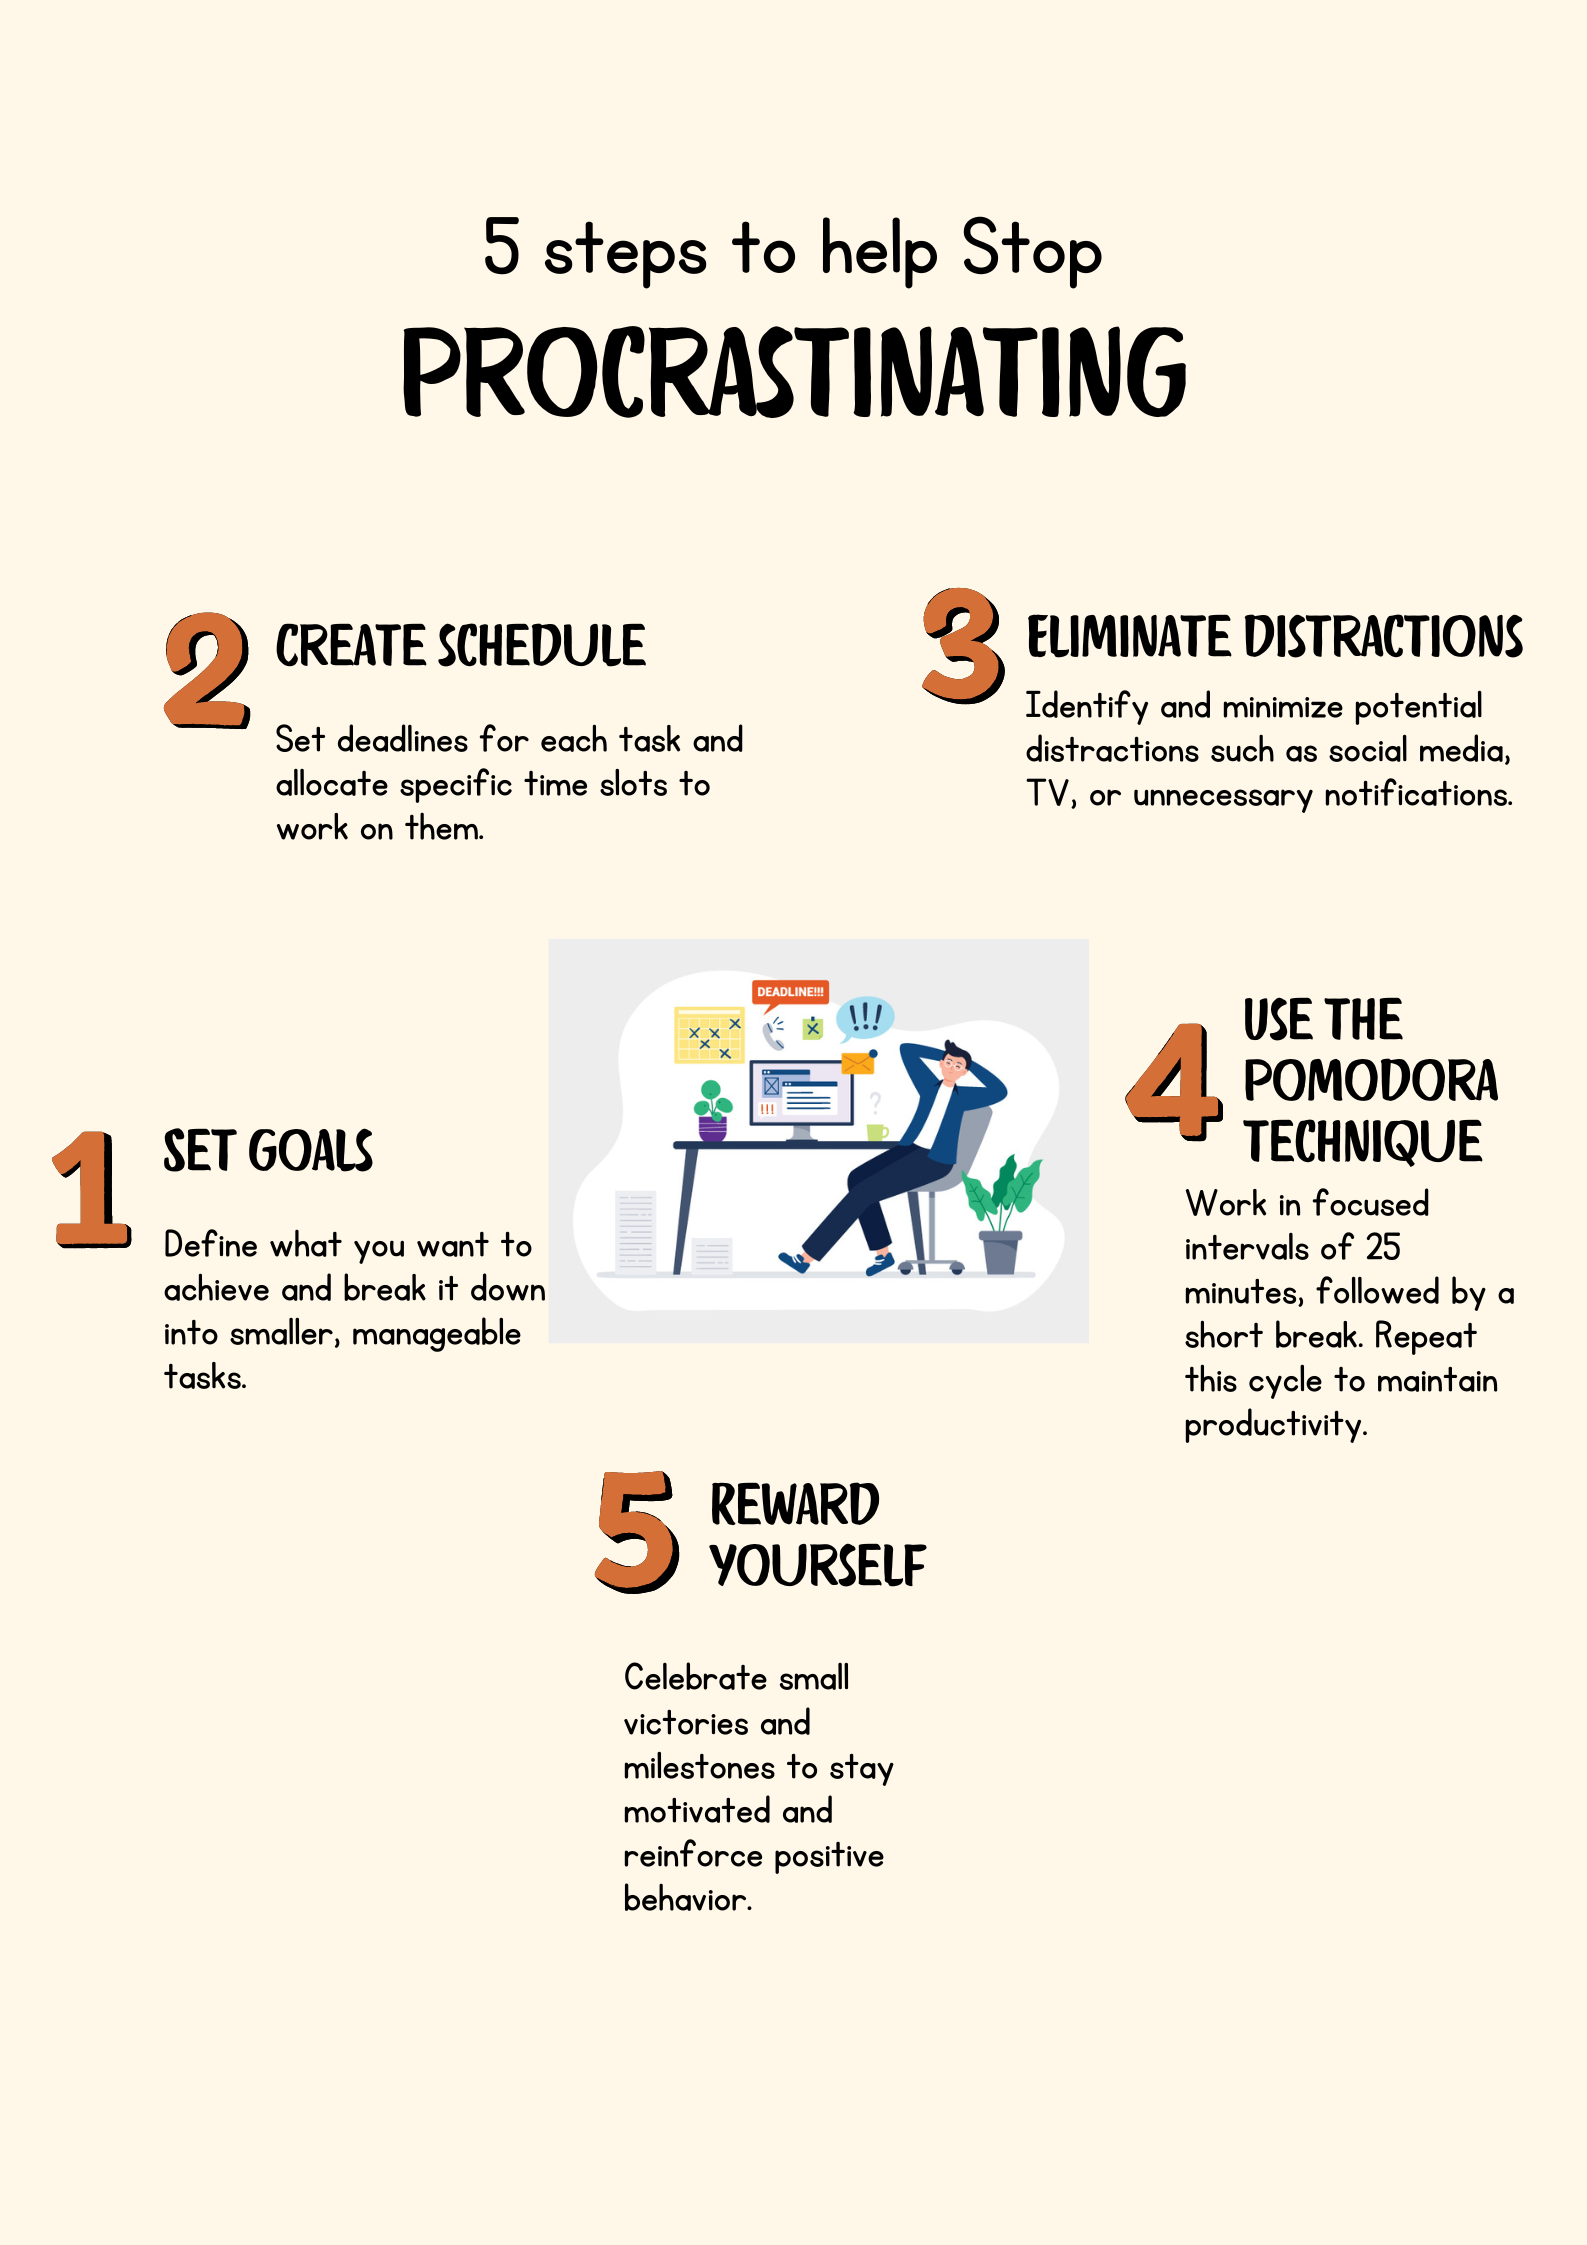 5 steps to help Stop
PROCRASTINATING
1
SET GOALS
Define what you want to
achieve and break it down
into smaller, manageable
tasks.
2
CREATE SCHEDULE
Set deadlines for each task and
allocate specific time slots to
work on them.
3
ELIMINATE DISTRACTIONS
Identify and minimize potential
distractions such as social media,
TV, or unnecessary notifications.
DEADLINE!!!
!!!
!!!
?
4
USE THE
POMODORA
TECHNIQUE
Work in focused
intervals of 25
minutes, followed by a
short break. Repeat
this cycle to maintain
productivity.
5
REWARD
YOURSELF
Celebrate small
victories and
milestones to stay
motivated and
reinforce positive
behavior.